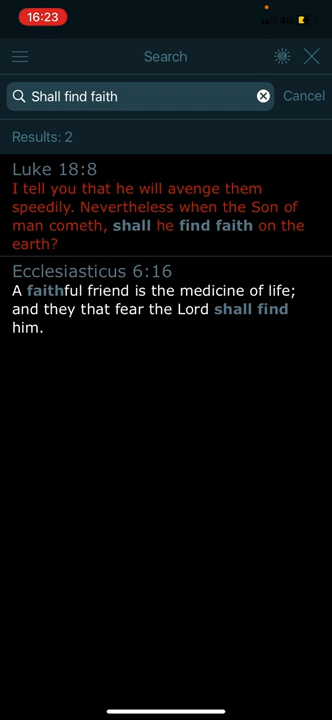 16:23
4G
Search
Shall find faith
Cancel
Results: 2
Luke 18:8
I tell you that he will avenge them
speedily. Nevertheless when the Son of
man cometh, shall he find faith on the
earth?
Ecclesiasticus 6:16
A faithful friend is the medicine of life;
and they that fear the Lord shall find
him.